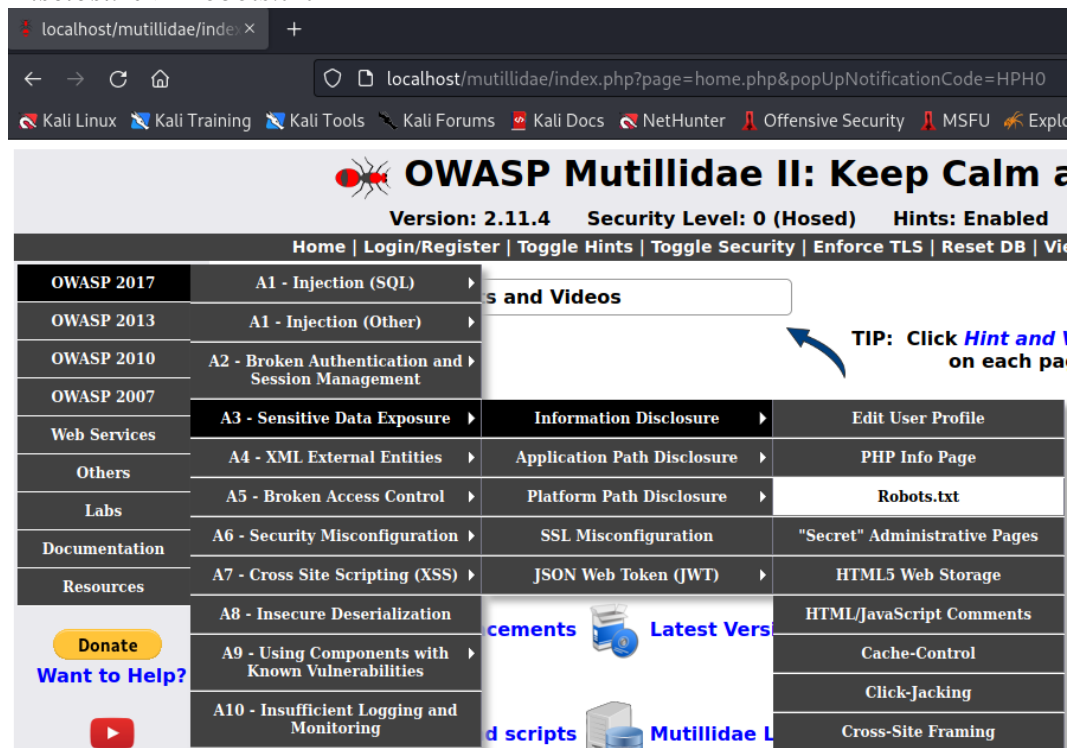 localhost/mutillidae/index
localhost/mutillidae/index.php?page=home.php&popUpNotificationCode=HPH0
Kali Linux Kali Training Kali Tools Kali Forums Kali Docs NetHunter Offensive Security MSFU Explo
OWASP Mutillidae II: Keep Calm a
Version: 2.11.4 Security Level: 0 (Hosed) Hints: Enabled
Home | Login/Register | Toggle Hints | Toggle Security | Enforce TLS | Reset DB | Vie
OWASP 2017
OWASP 2013
OWASP 2010
OWASP 2007
Web Services
Others
Labs
Documentation
Resources
Donate
Want to Help?
A1 - Injection (SQL)
A1 - Injection (Other)
A2 - Broken Authentication and
Session Management
A3 - Sensitive Data Exposure
A4 - XML External Entities
A5 - Broken Access Control
A6 - Security Misconfiguration
A7 - Cross Site Scripting (XSS)
A8 - Insecure Deserialization
A9 - Using Components with
Known Vulnerabilities
A10 - Insufficient Logging and
Monitoring
s and Videos
TIP: Click Hint and V
on each pa
Information Disclosure
Application Path Disclosure
Platform Path Disclosure
SSL Misconfiguration
JSON Web Token (JWT)
Edit User Profile
PHP Info Page
Robots.txt
"Secret" Administrative Pages
HTML5 Web Storage
HTML/JavaScript Comments
Cache-Control
Click-Jacking
Cross-Site Framing
cements Latest Versi
d scripts Mutillidae L